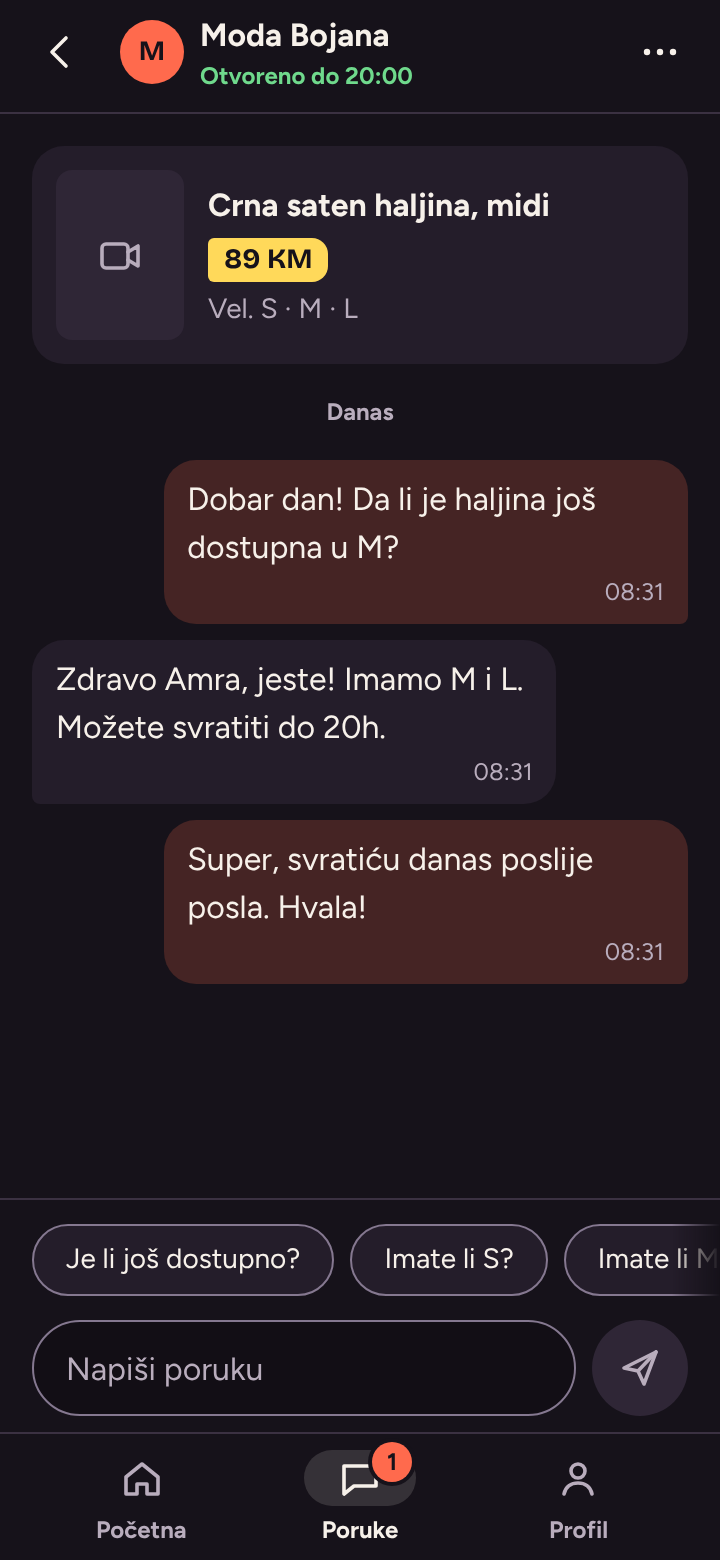 M
Moda Bojana
Otvoreno do 20:00
Crna saten haljina, midi
89 KM
Vel. S · M · L
Danas
Dobar dan! Da li je haljina još
dostupna u M?
08:31
Zdravo Amra, jeste! Imamo M i L.
Možete svratiti do 20h.
08:31
Super, svratiću danas poslije
posla. Hvala!
08:31
Je li još dostupno?
Imate li S?
Imate li M
Napiši poruku
1
Početna
Poruke
Profil